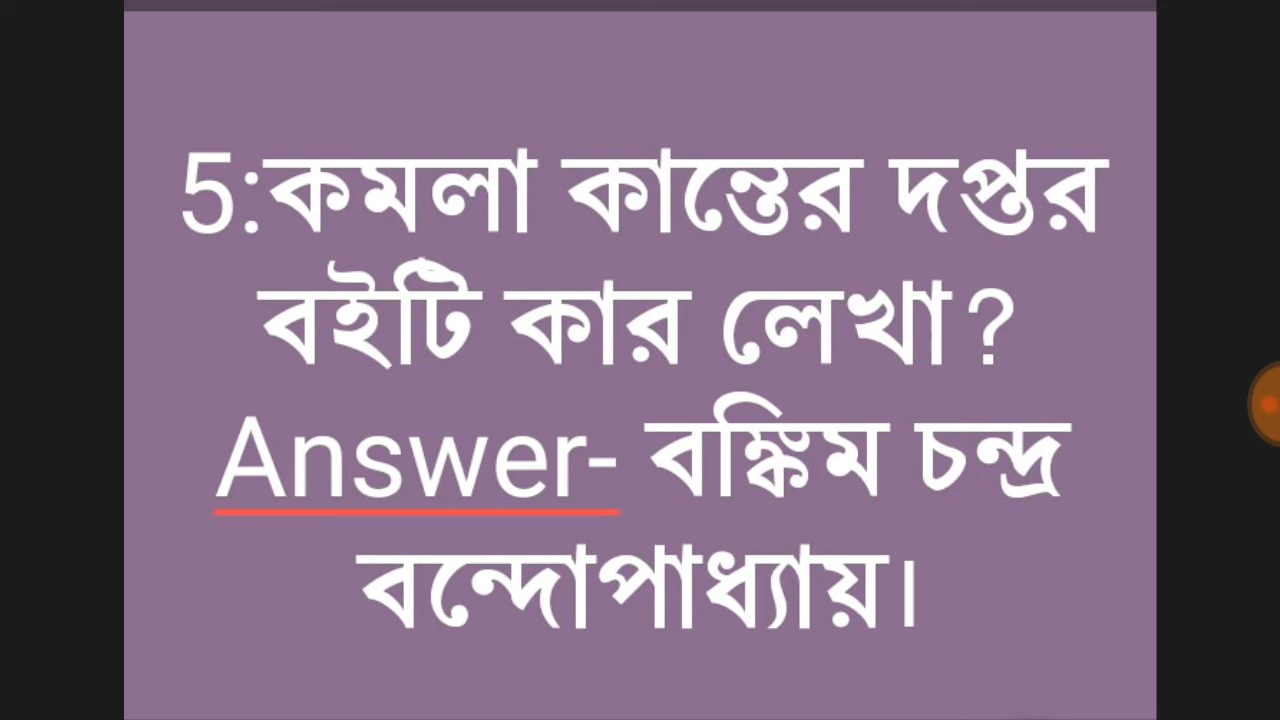 5:কমলা কান্তের দপ্তর
বইটি কার লেখা?
Answer- বঙ্কিম চন্দ্র
বন্দোপাধ্যায়।